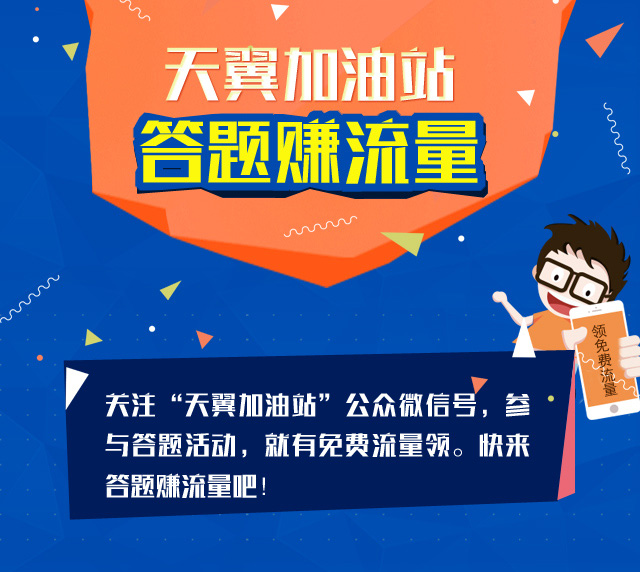 天翼加油站
答题赚流量
领免费流量
关注“天翼加油站”公众微信号，参
与答题活动，就有免费流量领。快来
答题赚流量吧！